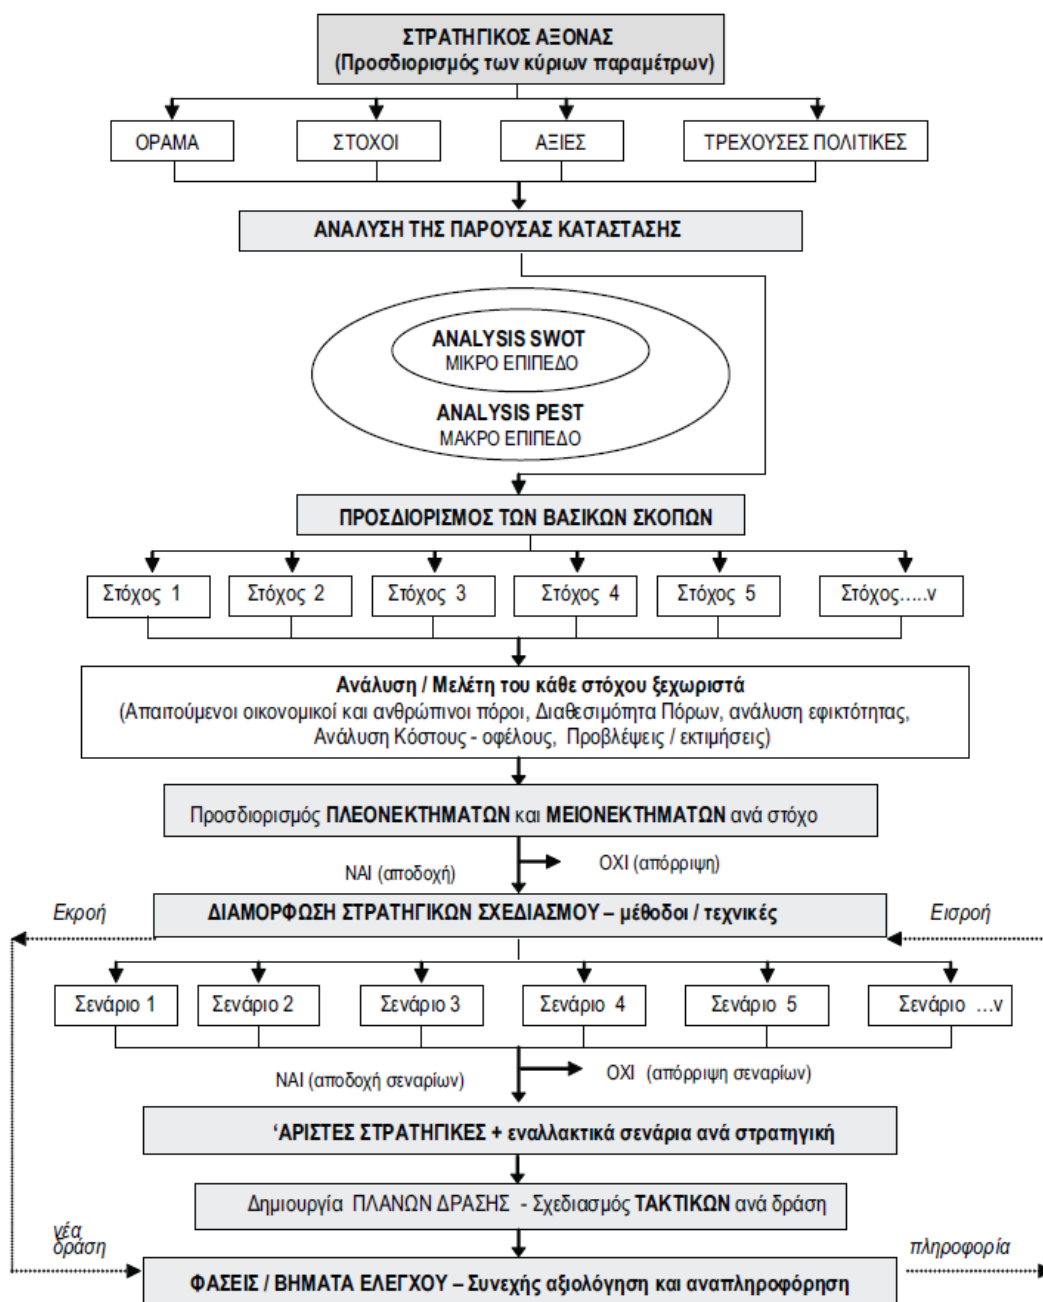 ΣΤΡΑΤΗΓΙΚΟΣ ΑΞΟΝΑΣ
(Προσδιορισμός των κύριων παραμέτρων)
ΟΡΑΜΑ
ΣΤΟΧΟΙ
ΑΞΙΕΣ
ΤΡΕΧΟΥΣΕΣ ΠΟΛΙΤΙΚΕΣ
ΑΝΑΛΥΣΗ ΤΗΣ ΠΑΡΟΥΣΑΣ ΚΑΤΑΣΤΑΣΗΣ
ANALYSIS SWOT
ΜΙΚΡΟ ΕΠΙΠΕΔΟ
ANALYSIS PEST
ΜΑΚΡΟ ΕΠΙΠΕΔΟ
ΠΡΟΣΔΙΟΡΙΣΜΟΣ ΤΩΝ ΒΑΣΙΚΩΝ ΣΚΟΠΩΝ
Στόχος 1
Στόχος 2
Στόχος 3
Στόχος 4
Στόχος 5
Στόχος.....ν
Ανάλυση / Μελέτη του κάθε στόχου ξεχωριστά
(Απαιτούμενοι οικονομικοί και ανθρώπινοι πόροι, Διαθεσιμότητα Πόρων, ανάλυση εφικτότητας,
Ανάλυση Κόστους - οφέλους, Προβλέψεις / εκτιμήσεις)
Προσδιορισμός ΠΛΕΟΝΕΚΤΗΜΑΤΩΝ και ΜΕΙΟΝΕΚΤΗΜΑΤΩΝ ανά στόχο
ΝΑΙ (αποδοχή)
ΟΧΙ (απόρριψη)
Εκροή
ΔΙΑΜΟΡΦΩΣΗ ΣΤΡΑΤΗΓΙΚΩΝ ΣΧΕΔΙΑΣΜΟΥ – μέθοδοι / τεχνικές
Εισροή
Σενάριο 1
Σενάριο 2
Σενάριο 3
Σενάριο 4
Σενάριο 5
Σενάριο ...ν
ΝΑΙ (αποδοχή σεναρίων)
ΟΧΙ (απόρριψη σεναρίων)
‘ΑΡΙΣΤΕΣ ΣΤΡΑΤΗΓΙΚΕΣ + εναλλακτικά σενάρια ανά στρατηγική
Δημιουργία ΠΛΑΝΩΝ ΔΡΑΣΗΣ - Σχεδιασμός ΤΑΚΤΙΚΩΝ ανά δράση
νέα
δράση
πληροφορία
ΦΑΣΕΙΣ / ΒΗΜΑΤΑ ΕΛΕΓΧΟΥ – Συνεχής αξιολόγηση και αναπληροφόρηση